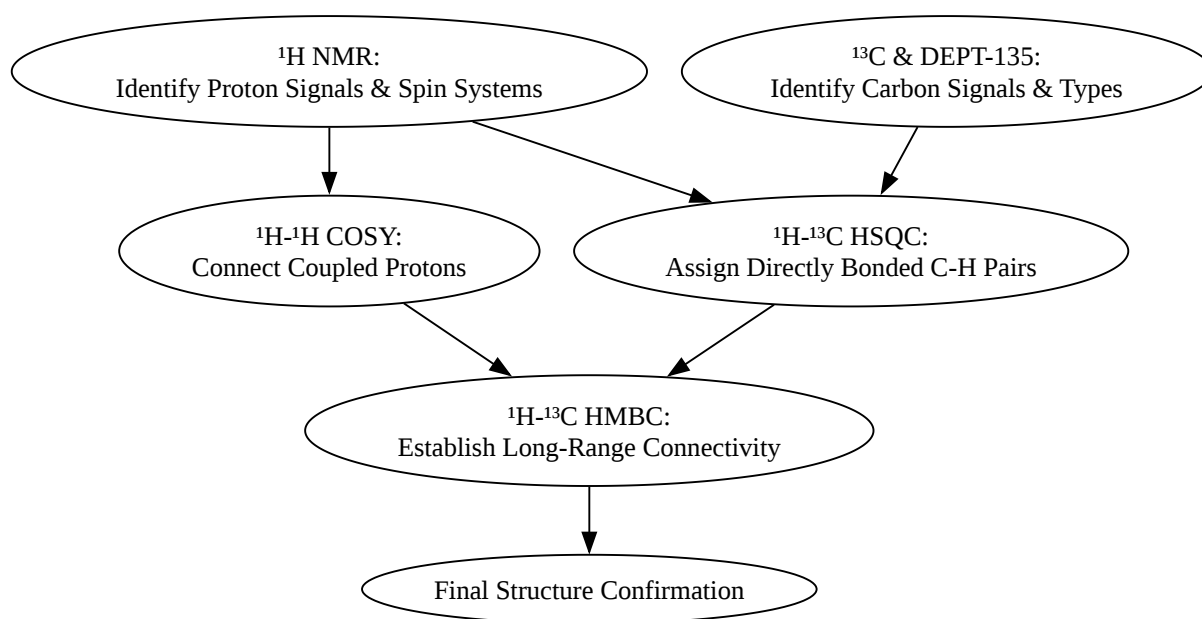 ¹H NMR:
Identify Proton Signals & Spin Systems
¹³C & DEPT-135:
Identify Carbon Signals & Types
¹H-¹H COSY:
Connect Coupled Protons
¹H-¹³C HSQC:
Assign Directly Bonded C-H Pairs
¹H-¹³C HMBC:
Establish Long-Range Connectivity
Final Structure Confirmation